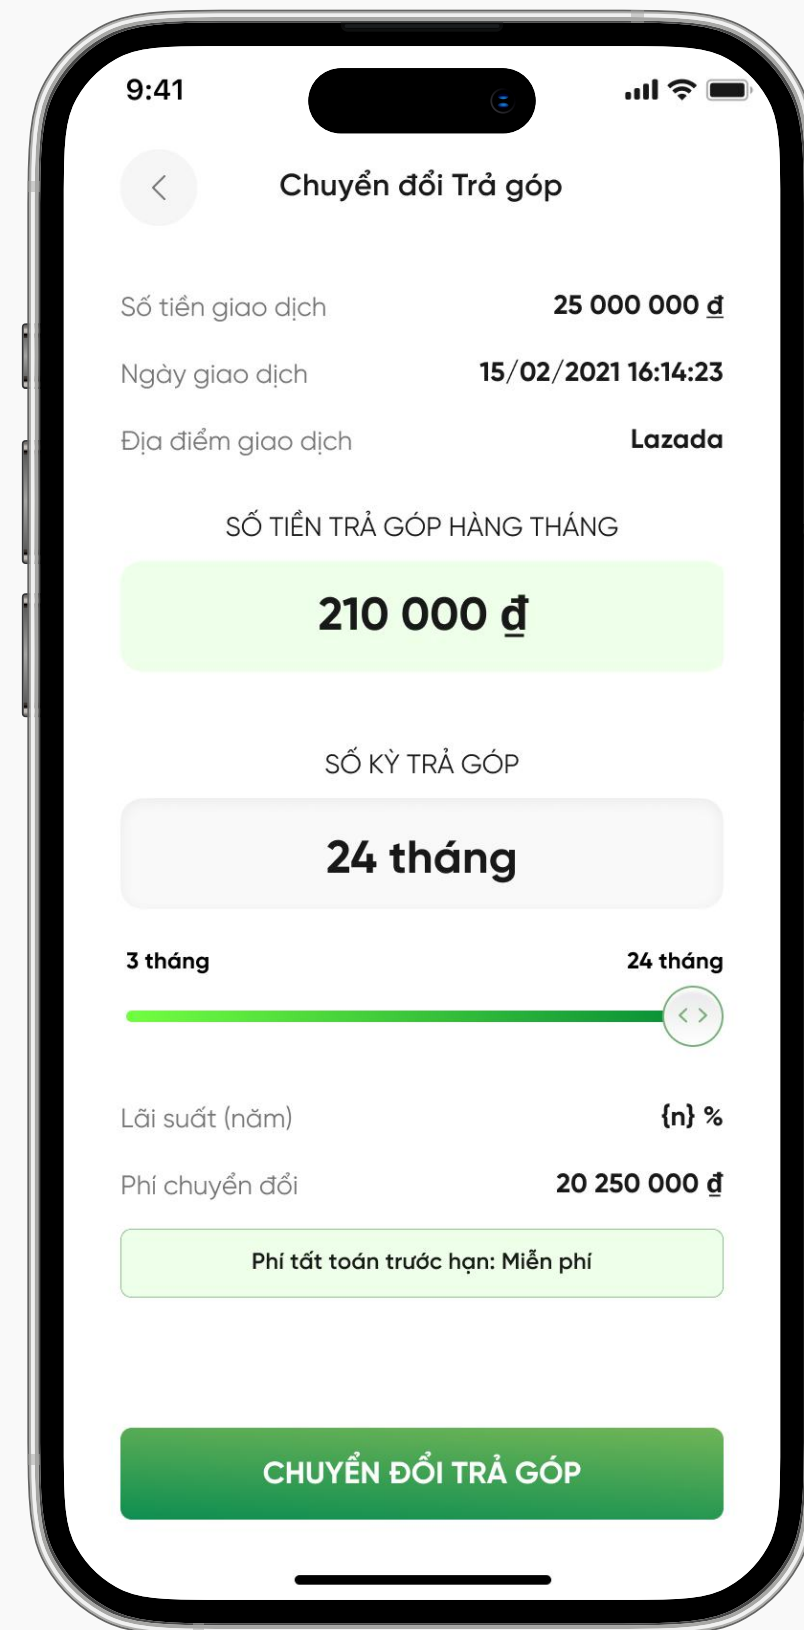 9:41
Chuyển đổi Trả góp
Số tiền giao dịch 25 000 000 ₫
Ngày giao dịch 15/02/2021 16:14:23
Địa điểm giao dịch Lazada
SỐ TIỀN TRẢ GÓP HÀNG THÁNG
210 000 ₫
SỐ KỲ TRẢ GÓP
24 tháng
3 tháng 24 tháng
Lãi suất (năm) {n} %
Phí chuyển đổi 20 250 000 ₫
Phí tất toán trước hạn: Miễn phí
CHUYỂN ĐỔI TRẢ GÓP